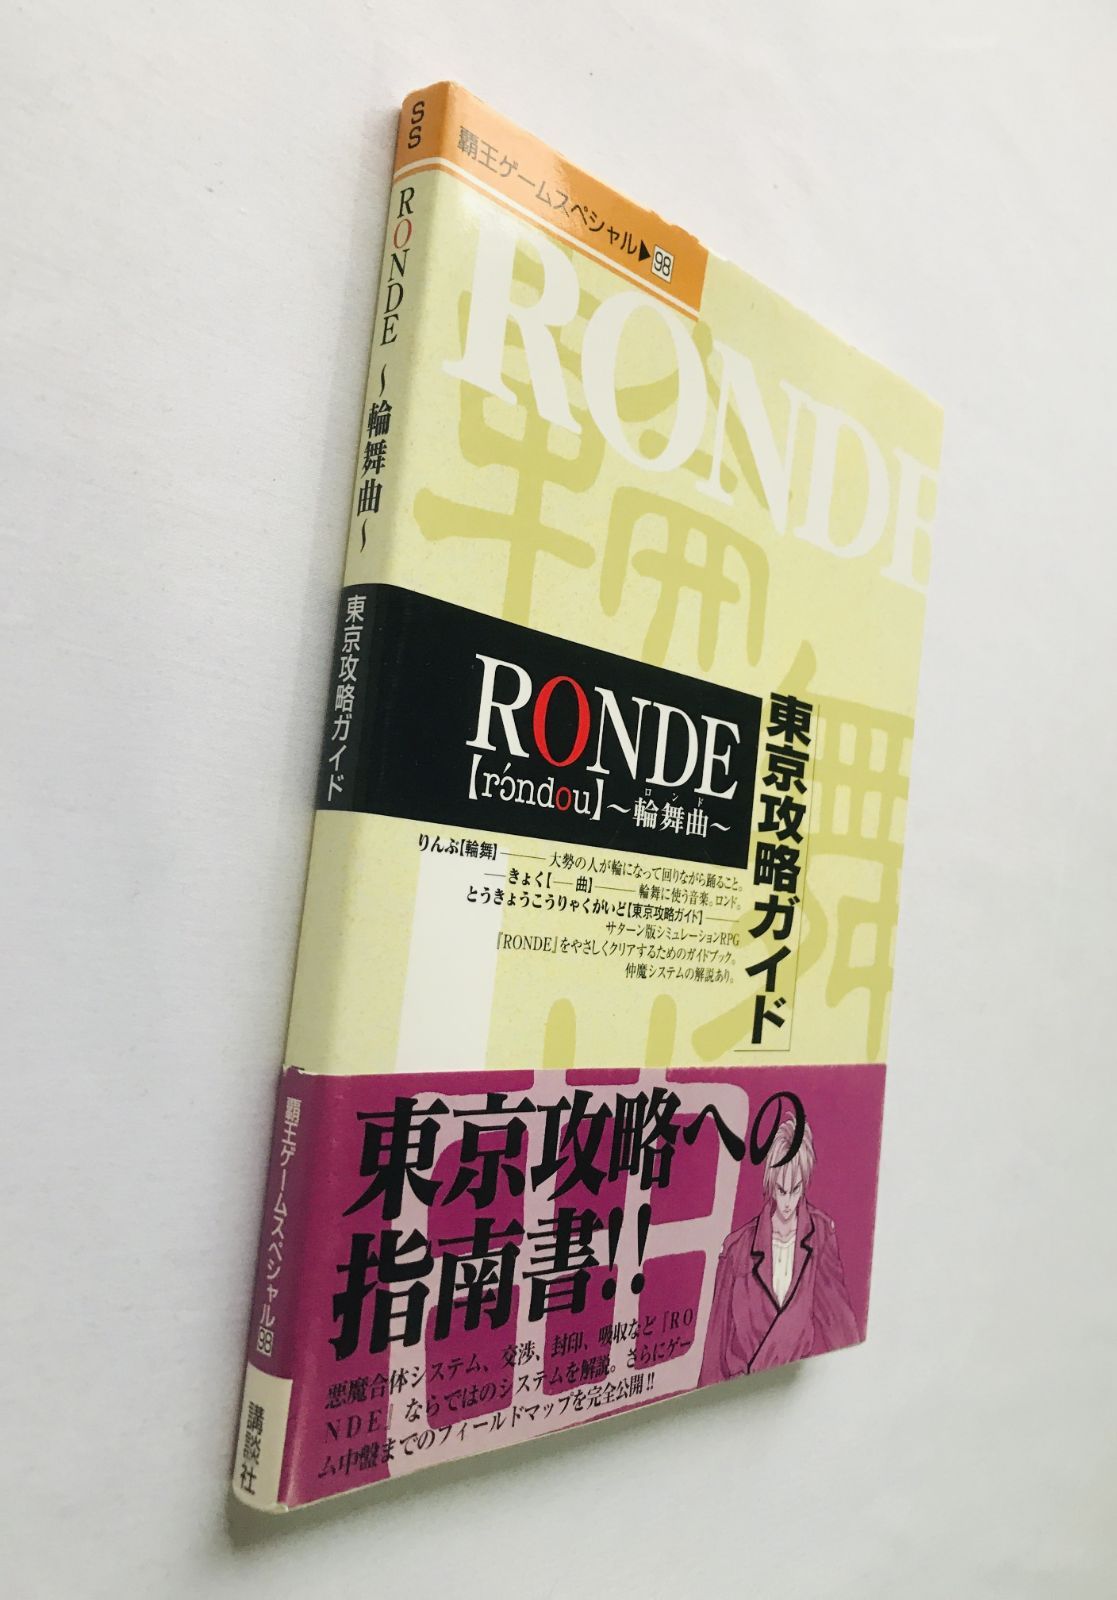 SS
RONDE
～輪舞曲～
東京攻略ガイド
覇王ゲームスペシャル98
講談社
覇王ゲームスペシャル▶98
RONDE
輪舞曲
RONDE
【rɔ́ndou】～輪舞曲～
ロンド
「東京攻略ガイド」
りんぶ【輪舞】―――大勢の人が輪になって回りながら踊ること。
――きょく【―曲】―――輪舞に使う音楽。ロンド。
とうきょうこうりゃくがいど【東京攻略ガイド】―――
サターン版シミュレーションRPG
『RONDE』をやさしくクリアするためのガイドブック。
仲魔システムの解説あり。
東京攻略への
指南書!!
悪魔合体システム、交渉、封印、吸収など『RO
NDE』ならではのシステムを解説。さらにゲー
ム中盤までのフィールドマップを完全公開!!